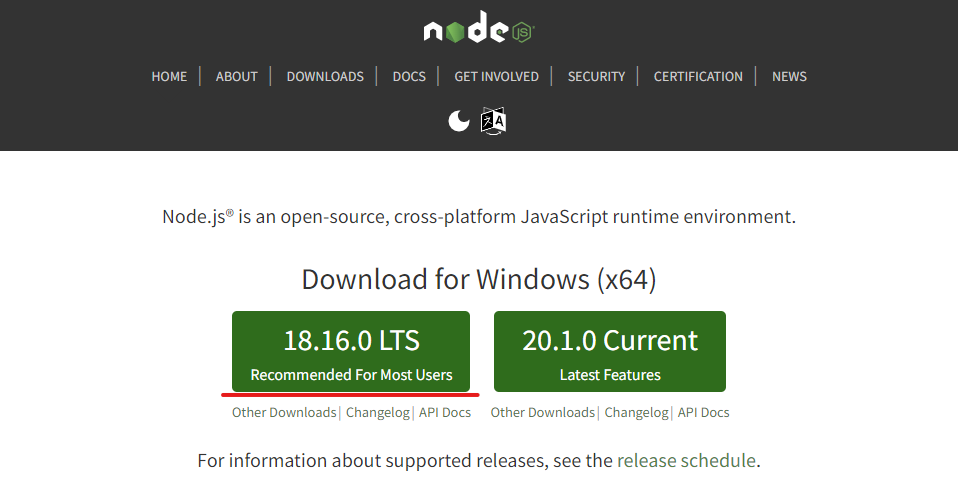 node JS®
HOME | ABOUT | DOWNLOADS | DOCS | GET INVOLVED | SECURITY | CERTIFICATION | NEWS
A
Node.js® is an open-source, cross-platform JavaScript runtime environment.
Download for Windows (x64)
18.16.0 LTS
Recommended For Most Users
20.1.0 Current
Latest Features
Other Downloads | Changelog | API Docs
Other Downloads | Changelog | API Docs
For information about supported releases, see the release schedule.